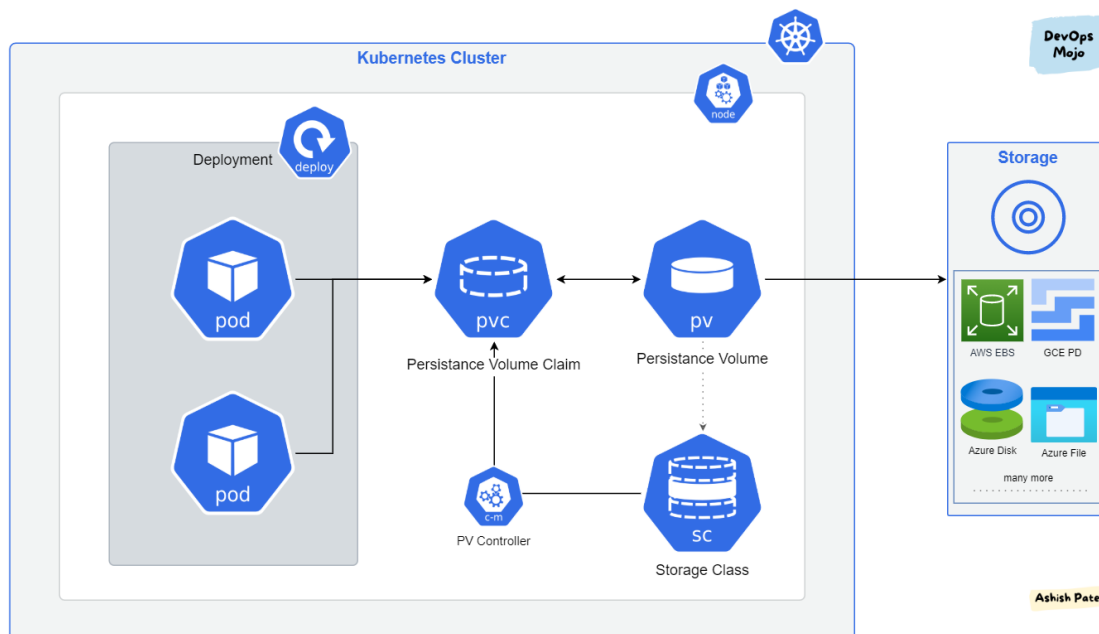 DevOps
Mojo
Kubernetes Cluster
node
Deployment
deploy
Storage
pod
pvc
pv
Persistance Volume Claim
Persistance Volume
AWS EBS
GCE PD
pod
Azure Disk
Azure File
many more
c-m
PV Controller
sc
Storage Class
Ashish Pate